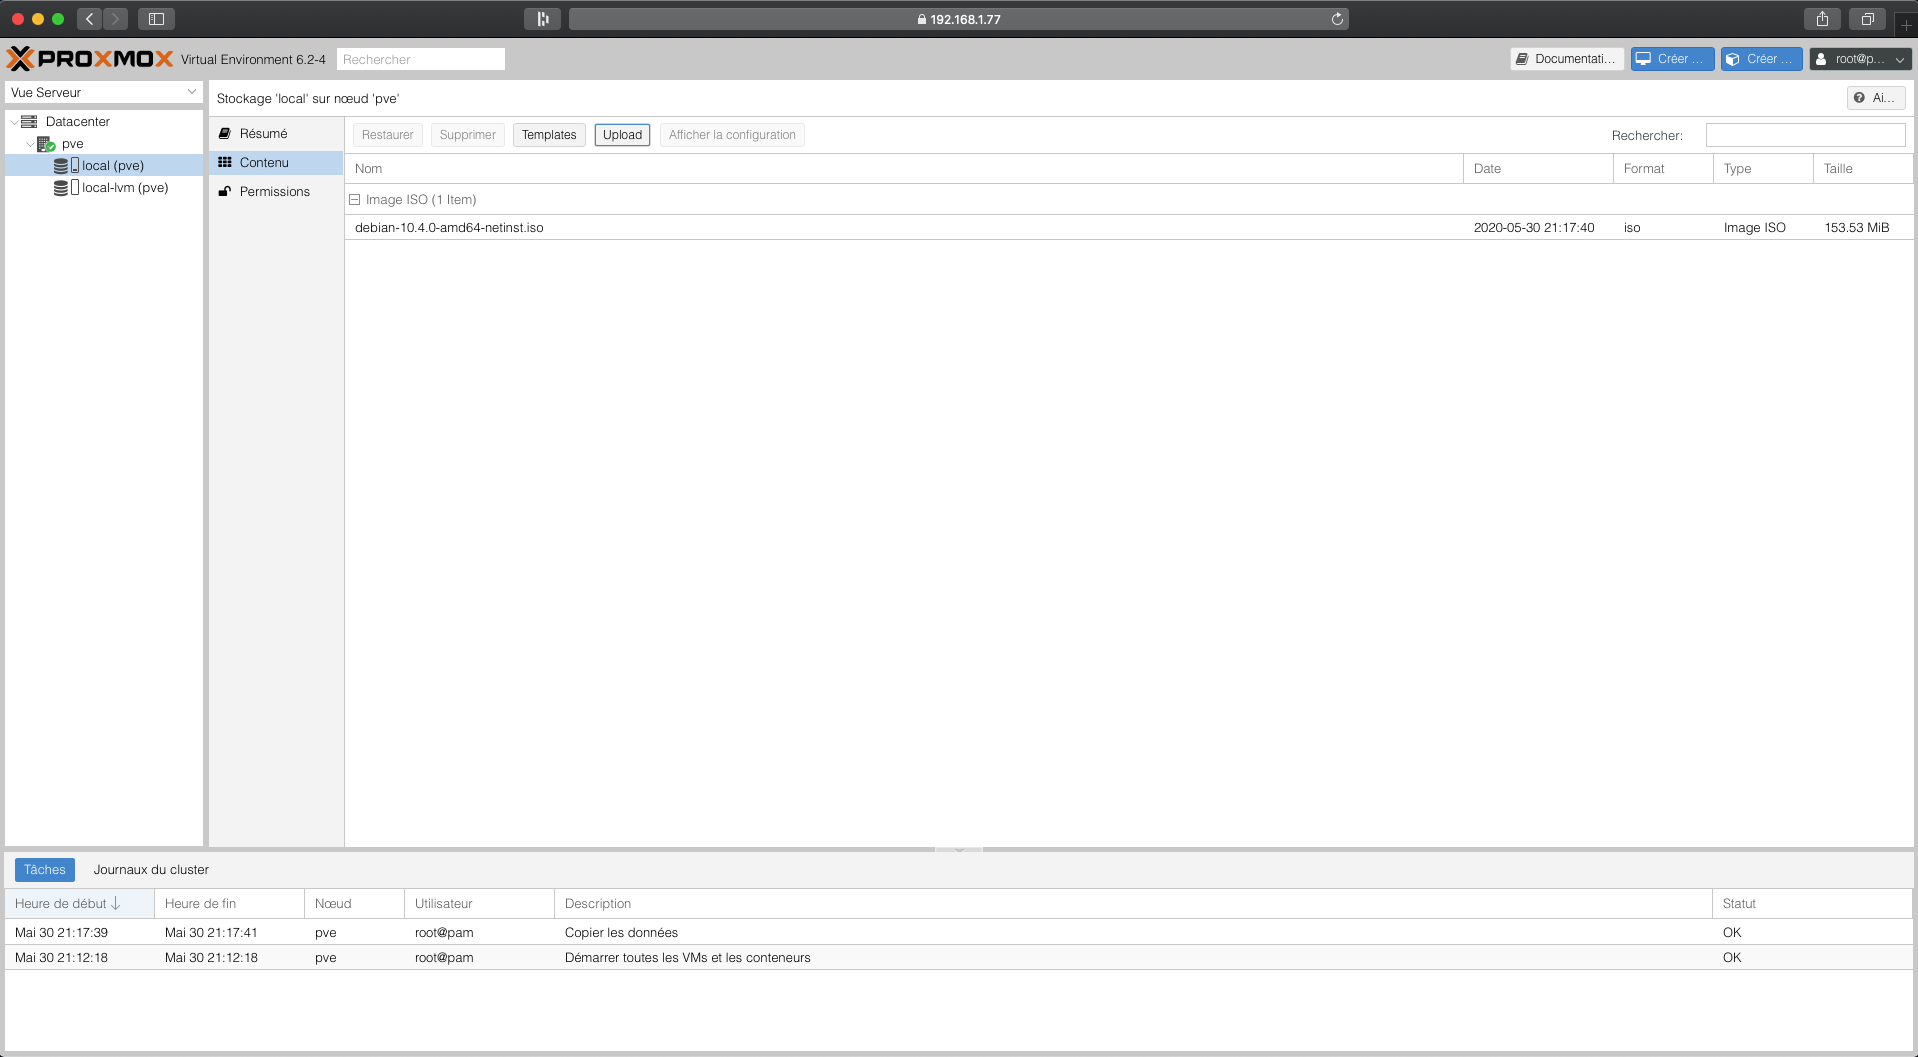 192.168.1.77
PROXMOX Virtual Environment 6.2-4 Rechercher Documentati... Créer ... Créer ... root@p...
Vue Serveur
Stockage 'local' sur nœud 'pve' Ai...
Datacenter
pve
local (pve)
local-lvm (pve)
Résumé
Contenu
Permissions
Restaurer Supprimer Templates Upload Afficher la configuration Rechercher:
Nom Date Format Type Taille
Image ISO (1 Item)
debian-10.4.0-amd64-netinst.iso 2020-05-30 21:17:40 iso Image ISO 153.53 MiB
Tâches Journaux du cluster
Heure de début Heure de fin Nœud Utilisateur Description Statut
Mai 30 21:17:39 Mai 30 21:17:41 pve root@pam Copier les données OK
Mai 30 21:12:18 Mai 30 21:12:18 pve root@pam Démarrer toutes les VMs et les conteneurs OK